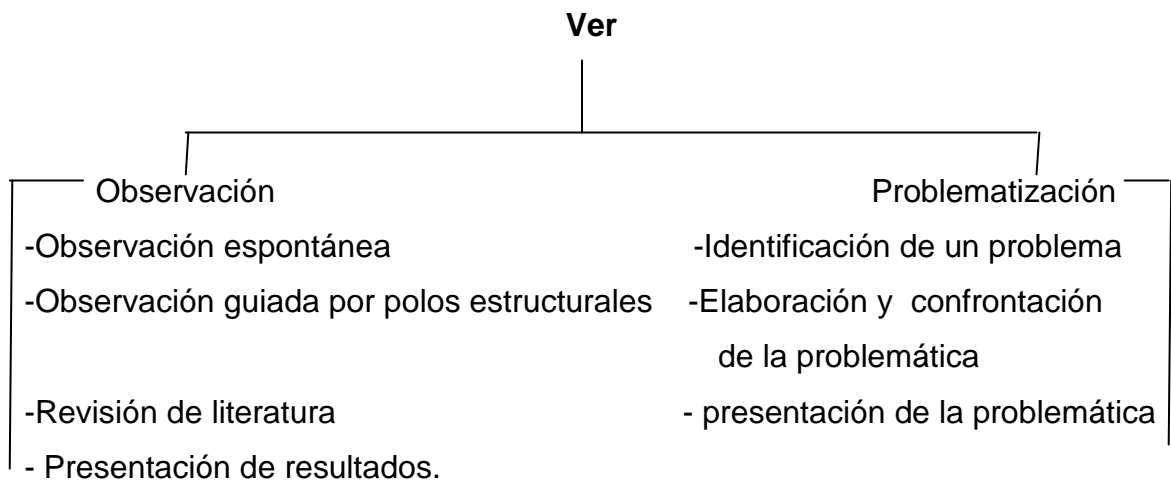 Ver
Observación
-Observación espontánea
-Observación guiada por polos estructurales
-Revisión de literatura
- Presentación de resultados.
Problematización
-Identificación de un problema
-Elaboración y  confrontación
de la problemática
- presentación de la problemática